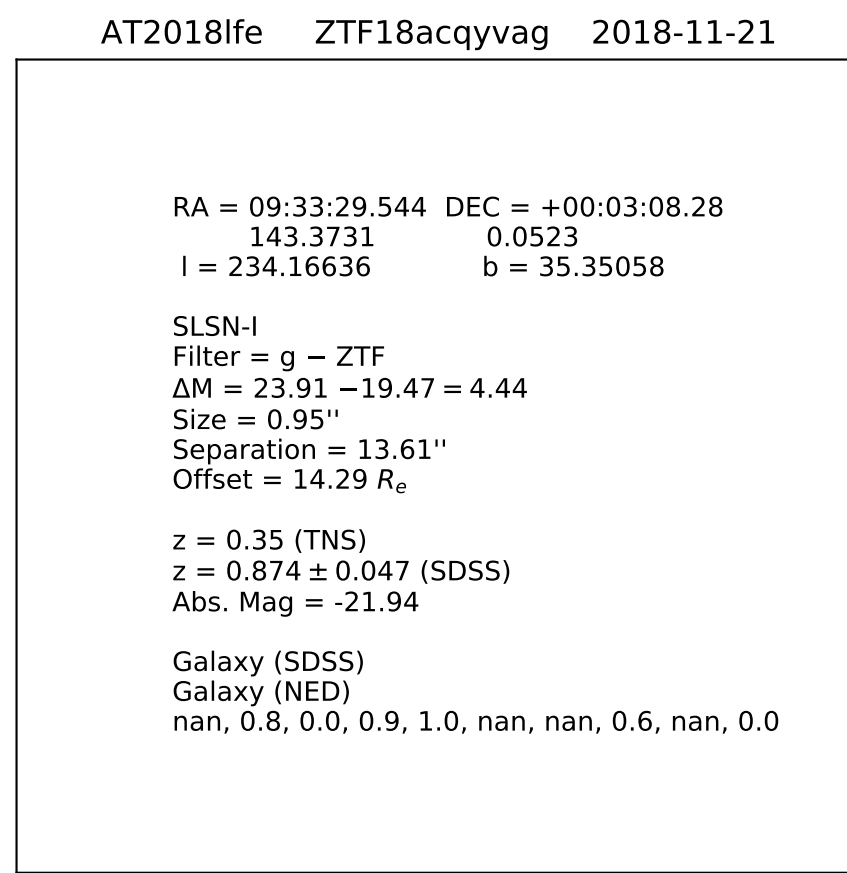 AT2018lfe ZTF18acqyvag 2018-11-21
RA = 09:33:29.544 DEC = +00:03:08.28
143.3731 0.0523
l = 234.16636 b = 35.35058
SLSN-I
Filter = g − ZTF
ΔM = 23.91 −19.47 = 4.44
Size = 0.95''
Separation = 13.61''
Offset = 14.29 Rₑ
z = 0.35 (TNS)
z = 0.874 ± 0.047 (SDSS)
Abs. Mag = -21.94
Galaxy (SDSS)
Galaxy (NED)
nan, 0.8, 0.0, 0.9, 1.0, nan, nan, 0.6, nan, 0.0